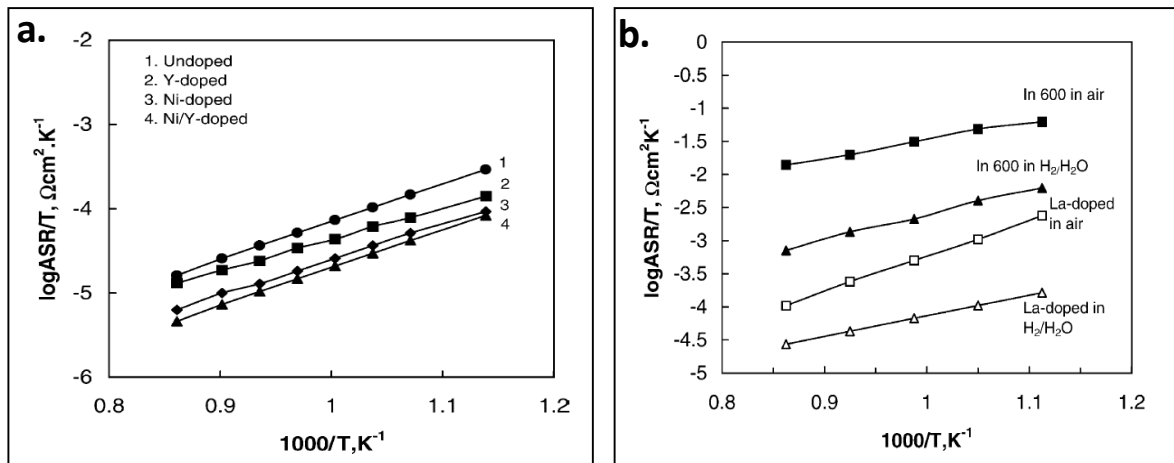 a.
-2
-3
-4
-5
-6
logASR/T, Ωcm².K⁻¹
1. Undoped
2. Y-doped
3. Ni-doped
4. Ni/Y-doped
1
2
3
4
0.8 0.9 1 1.1 1.2
1000/T,K⁻¹
b.
0
-0.5
-1
-1.5
-2
-2.5
-3
-3.5
-4
-4.5
-5
logASR/T, Ωcm²K⁻¹
In 600 in air
In 600 in H₂/H₂O
La-doped
in air
La-doped in
H₂/H₂O
0.8 0.9 1 1.1 1.2
1000/T,K⁻¹